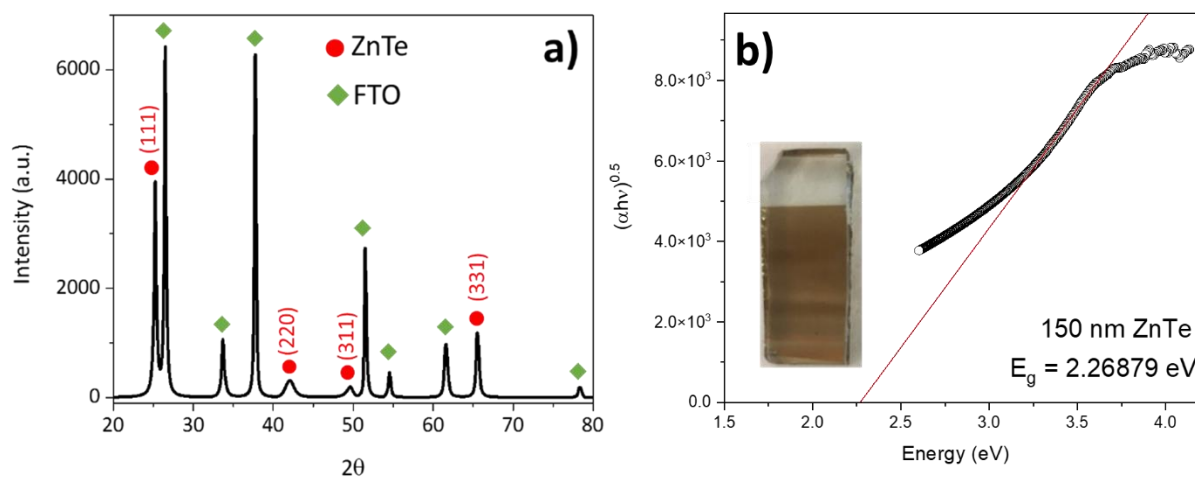 a)
ZnTe
FTO
(111)
(220)
(311)
(331)
Intensity (a.u.)
6000
4000
2000
0
20 30 40 50 60 70 80
2θ
b)
(αhν)^0.5
8.0×10³
6.0×10³
4.0×10³
2.0×10³
0.0
150 nm ZnTe
E_g = 2.26879 eV
1.5 2.0 2.5 3.0 3.5 4.0
Energy (eV)